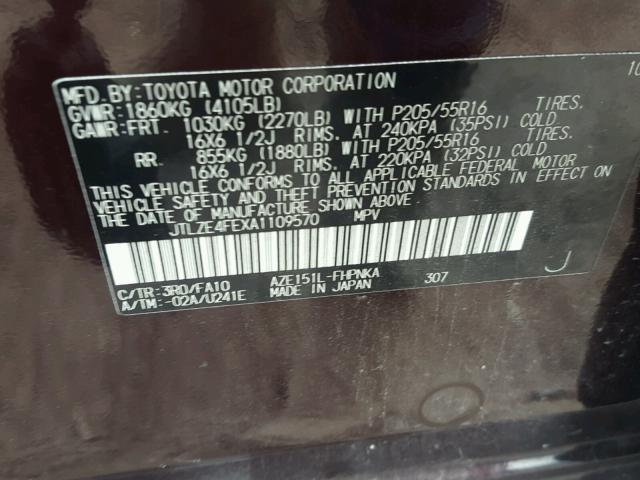 10
MFD. BY: TOYOTA MOTOR CORPORATION
GVWR: 1860KG (4105LB)
GAWR: FRT. 1030KG (2270LB) WITH P205/55R16 TIRES.
16X6 1/2J RIMS. AT 240KPA (35PSI) COLD
RR. 855KG (1880LB) WITH P205/55R16 TIRES.
16X6 1/2J RIMS. AT 220KPA (32PSI) COLD.
THIS VEHICLE CONFORMS TO ALL APPLICABLE FEDERAL MOTOR
VEHICLE SAFETY AND THEFT PREVENTION STANDARDS IN EFFECT ON
THE DATE OF MANUFACTURE SHOWN ABOVE.
JTLZE4FEXA1109570 MPV
C/TR: 3R0/FA10 AZE151L-FHPNKA 307 J
A/TM: -02A/U241E MADE IN JAPAN